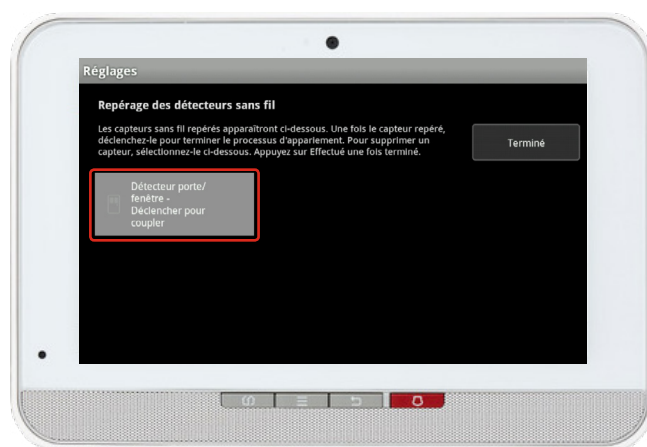 Réglages
Repérage des détecteurs sans fil
Les capteurs sans fil repérés apparaîtront ci-dessous. Une fois le capteur repéré,
déclenchez-le pour terminer le processus d'appariement. Pour supprimer un
capteur, sélectionnez-le ci-dessous. Appuyez sur Effectué une fois terminé.
Terminé
Détecteur porte/
fenêtre -
Déclencher pour
coupler